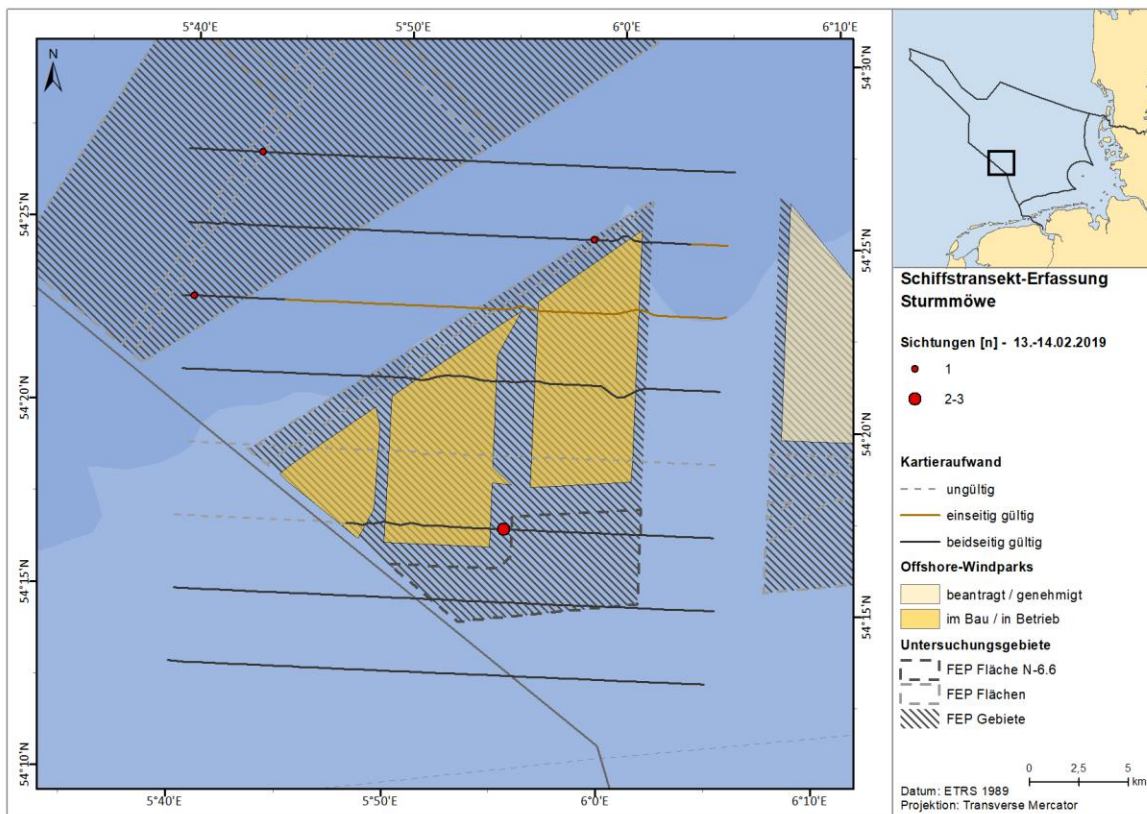 5°40'E
5°50'E
6°0'E
6°10'E
N
54°30'N
54°25'N
54°25'N
54°20'N
54°20'N
54°15'N
54°15'N
54°10'N
5°40'E
5°50'E
6°0'E
6°10'E
Schiffstransekt-Erfassung
Sturmmöwe
Sichtungen [n] - 13.-14.02.2019
1
2-3
Kartieraufwand
ungültig
einseitig gültig
beidseitig gültig
Offshore-Windparks
beantragt / genehmigt
im Bau / in Betrieb
Untersuchungsgebiete
FEP Fläche N-6.6
FEP Flächen
FEP Gebiete
0 2,5 5
km
Datum: ETRS 1989
Projektion: Transverse Mercator